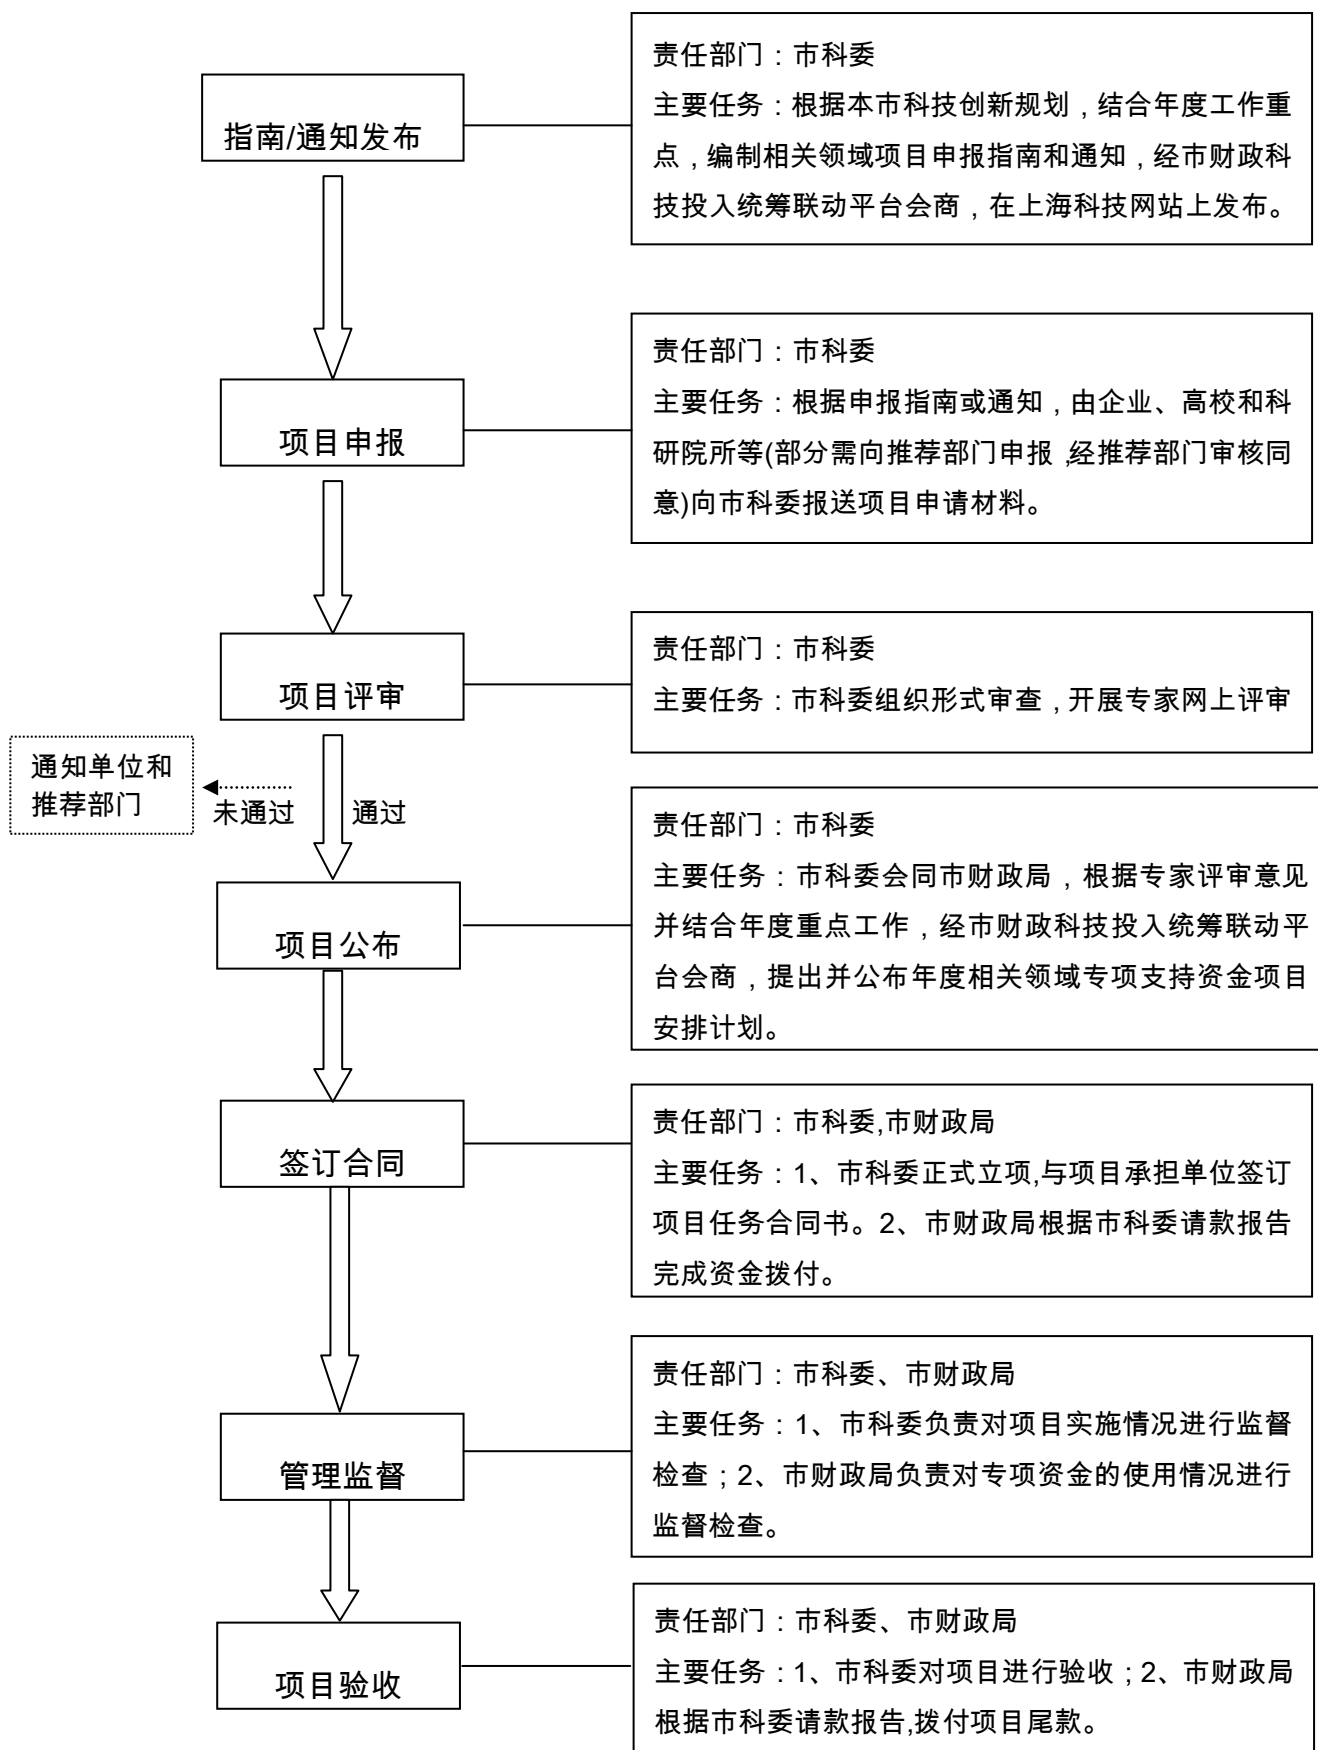 指南/通知发布
责任部门：市科委
主要任务：根据本市科技创新规划，结合年度工作重
点，编制相关领域项目申报指南和通知，经市财政科
技投入统筹联动平台会商，在上海科技网站上发布。
项目申报
责任部门：市科委
主要任务：根据申报指南或通知，由企业、高校和科
研院所等(部分需向推荐部门申报，经推荐部门审核同
意)向市科委报送项目申请材料。
项目评审
责任部门：市科委
主要任务：市科委组织形式审查，开展专家网上评审
通知单位和
推荐部门
未通过
通过
项目公布
责任部门：市科委
主要任务：市科委会同市财政局，根据专家评审意见
并结合年度重点工作，经市财政科技投入统筹联动平
台会商，提出并公布年度相关领域专项支持资金项目
安排计划。
签订合同
责任部门：市科委,市财政局
主要任务：1、市科委正式立项,与项目承担单位签订
项目任务合同书。2、市财政局根据市科委请款报告
完成资金拨付。
管理监督
责任部门：市科委、市财政局
主要任务：1、市科委负责对项目实施情况进行监督
检查；2、市财政局负责对专项资金的使用情况进行
监督检查。
项目验收
责任部门：市科委、市财政局
主要任务：1、市科委对项目进行验收；2、市财政局
根据市科委请款报告,拨付项目尾款。